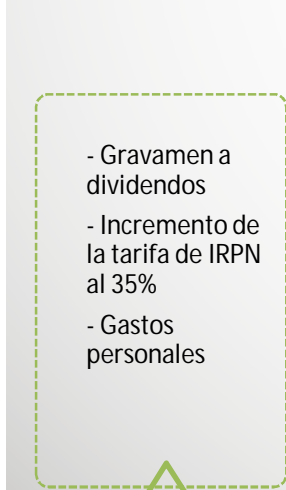 - Gravamen a
dividendos
- Incremento de
la tarifa de IRPN
al 35%
- Gastos
personales